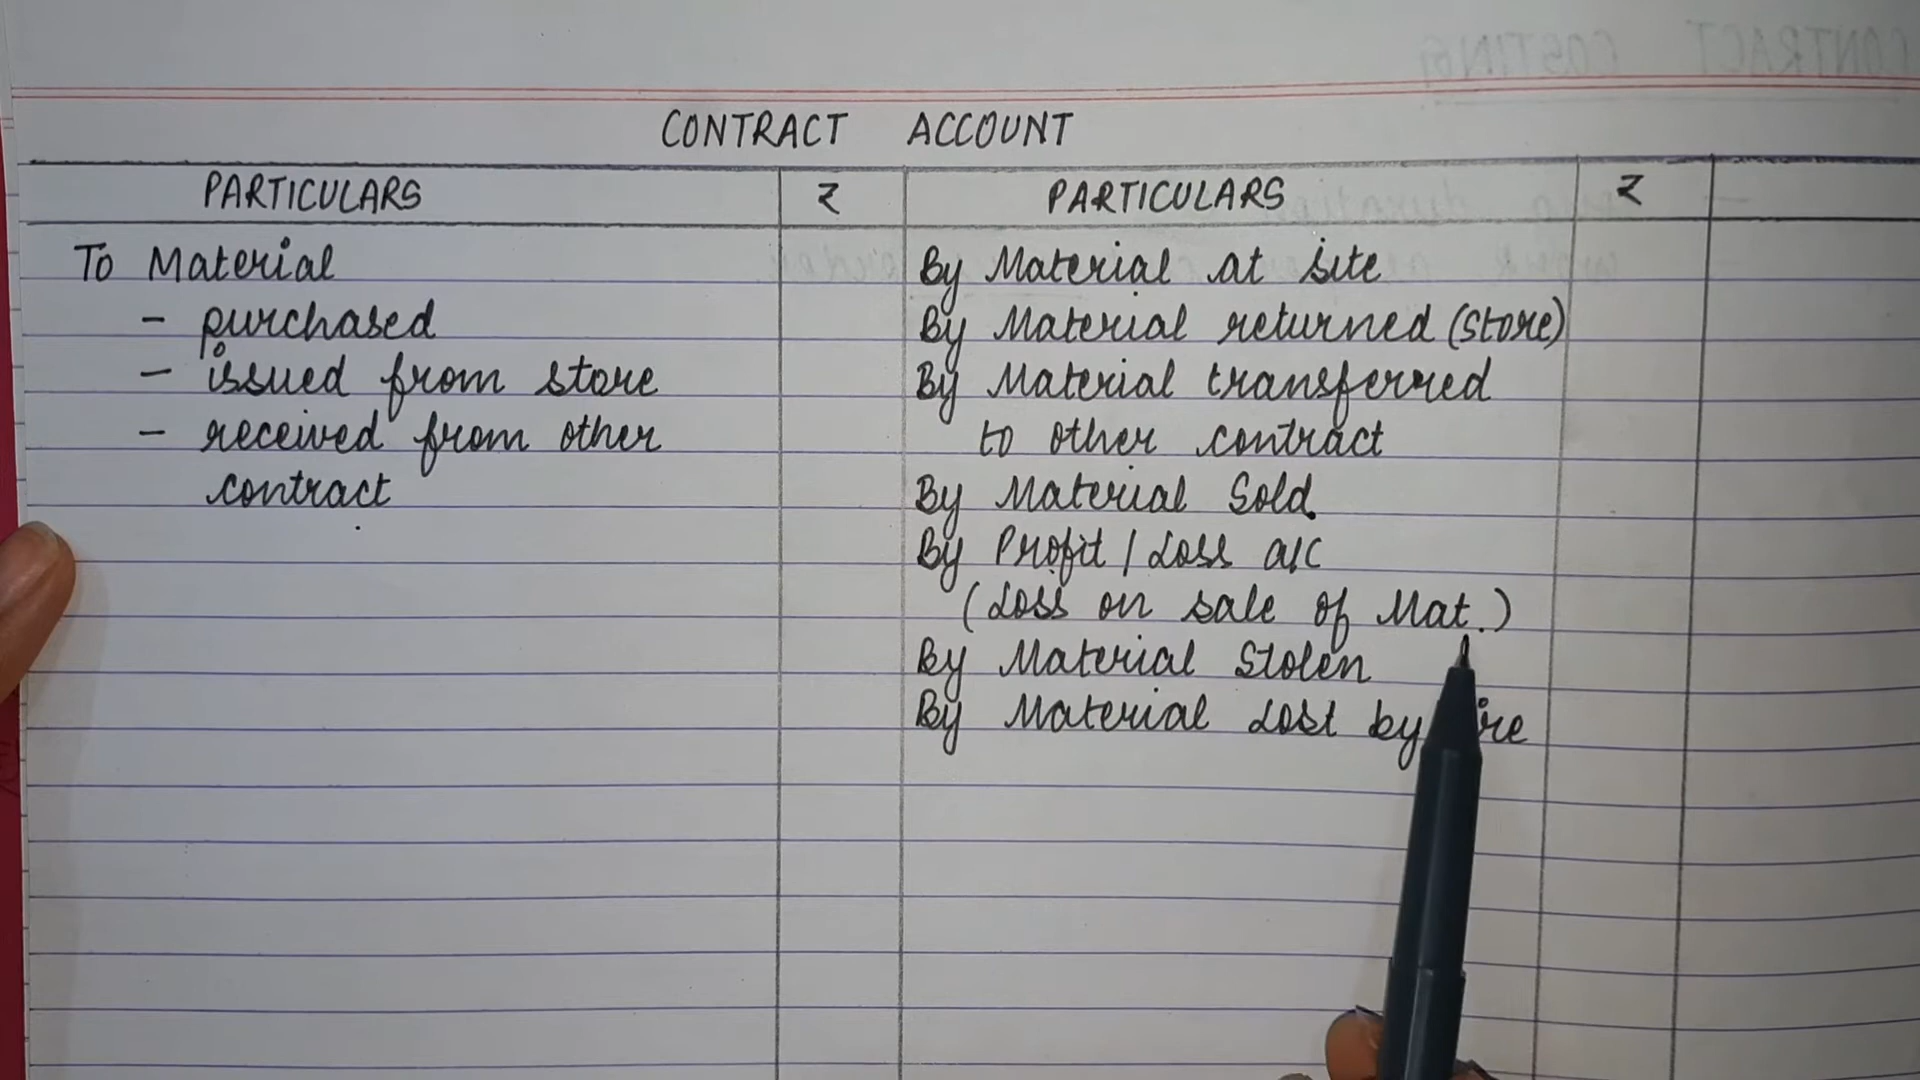 CONTRACT COSTING
CONTRACT ACCOUNT
PARTICULARS ₹ PARTICULARS ₹
To Material
- purchased
- issued from store
- received from other
contract
By Material at site
By Material returned (store)
By Material transferred
to other contract
By Material Sold
By Profit / Loss a/c
(Loss on sale of Mat.)
By Material Stolen
By Material Lost by